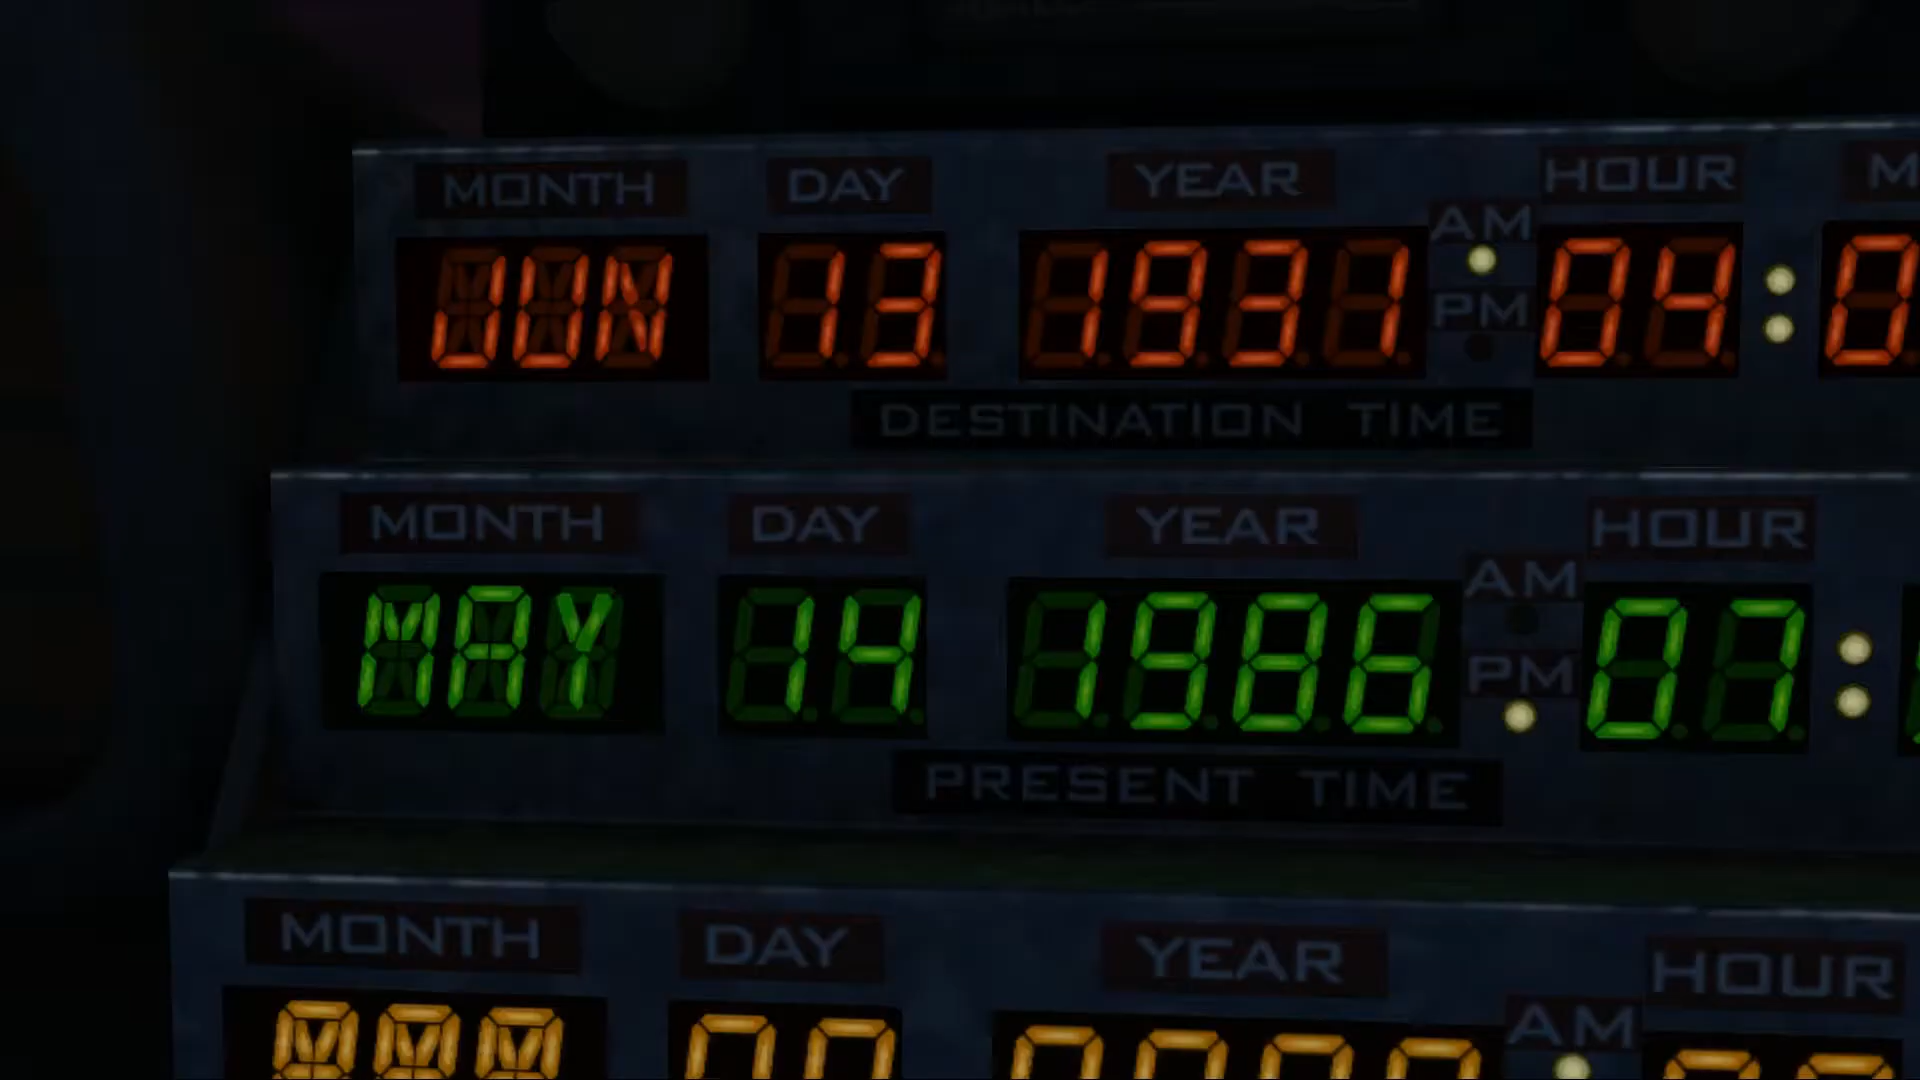 MONTH DAY YEAR AM HOUR
JUN 13 1931 PM 04 : 0
DESTINATION TIME
MONTH DAY YEAR AM HOUR
MAY 14 1986 PM 07 :
PRESENT TIME
MONTH DAY YEAR AM HOUR